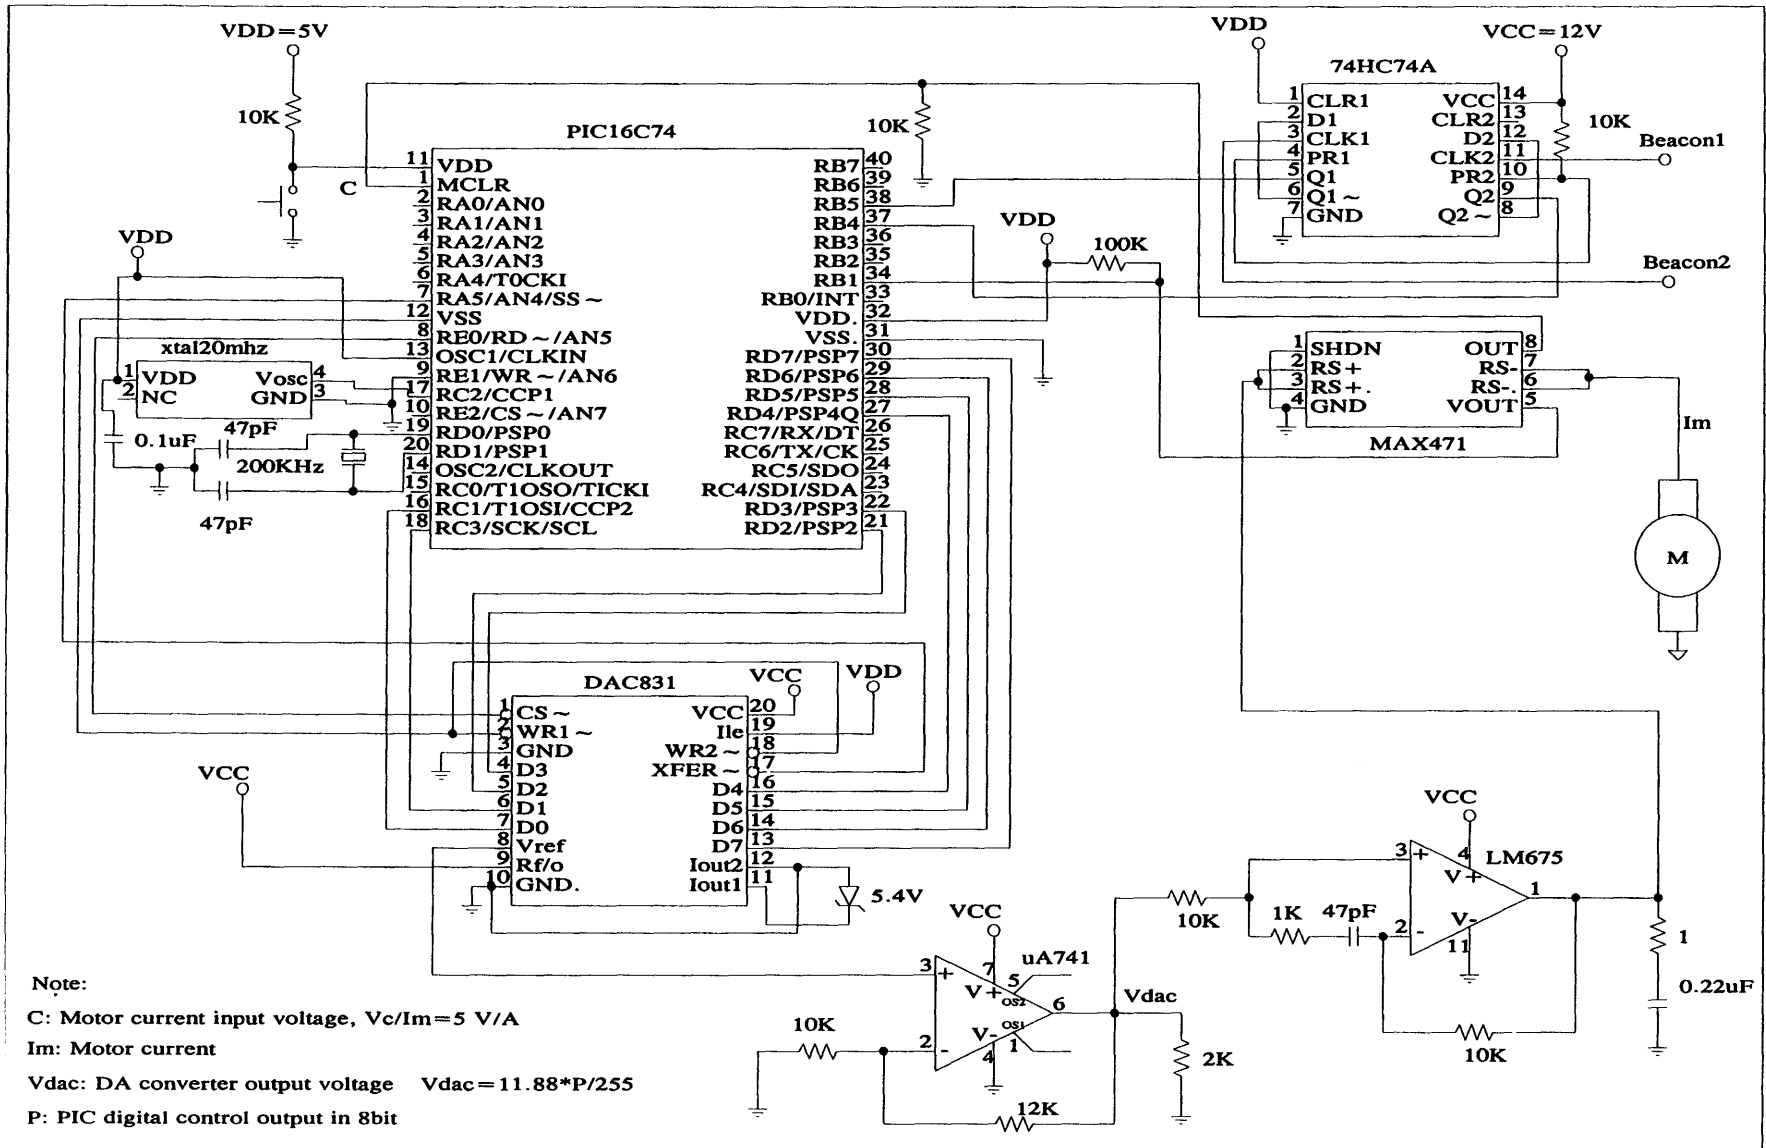 VDD=5V
10K
C
PIC16C74
11 VDD
1 MCLR
2 RA0/AN0
3 RA1/AN1
4 RA2/AN2
5 RA3/AN3
6 RA4/T0CKI
7 RA5/AN4/SS~
12 VSS
8 RE0/RD~/AN5
13 OSC1/CLKIN
9 RE1/WR~/AN6
17 RC2/CCP1
10 RE2/CS~/AN7
19 RD0/PSP0
20 RD1/PSP1
14 OSC2/CLKOUT
15 RC0/T1OSO/TICKI
16 RC1/T1OSI/CCP2
18 RC3/SCK/SCL
RB7 40
RB6 39
RB5 38
RB4 37
RB3 36
RB2 35
RB1 34
RB0/INT 33
VDD. 32
VSS. 31
RD7/PSP7 30
RD6/PSP6 29
RD5/PSP5 28
RD4/PSP4Q 27
RC7/RX/DT 26
RC6/TX/CK 25
RC5/SDO 24
RC4/SDI/SDA 23
RD3/PSP3 22
RD2/PSP2 21
10K
VDD
100K
VDD
xtal20mhz
1 VDD
2 NC
Vosc 4
GND 3
0.1uF
47pF
200KHz
47pF
VDD
VCC=12V
74HC74A
1 CLR1
2 D1
3 CLK1
4 PR1
5 Q1
6 Q1~
7 GND
VCC 14
CLR2 13
D2 12
CLK2 11
PR2 10
Q2 9
Q2~ 8
10K
Beacon1
Beacon2
1 SHDN
2 RS+
3 RS+.
4 GND
OUT 8
RS- 7
RS-. 6
VOUT 5
MAX471
Im
M
DAC831
VCC
VDD
1 CS~
2 WR1~
3 GND
4 D3
5 D2
6 D1
7 D0
8 Vref
9 Rf/o
10 GND.
VCC 20
Ile 19
WR2~ 18
XFER~ 17
D4 16
D5 15
D6 14
D7 13
Iout2 12
Iout1 11
VCC
5.4V
VCC
uA741
3 +
2 -
7
V+
5
OS2
6
V-
OS1
4
1
Vdac
10K
12K
2K
10K
1K
47pF
VCC
LM675
3 +
2 -
4
V+
V-
11
1
10K
1
0.22uF
Note:
C: Motor current input voltage, Vc/Im=5 V/A
Im: Motor current
Vdac: DA converter output voltage Vdac=11.88*P/255
P: PIC digital control output in 8bit